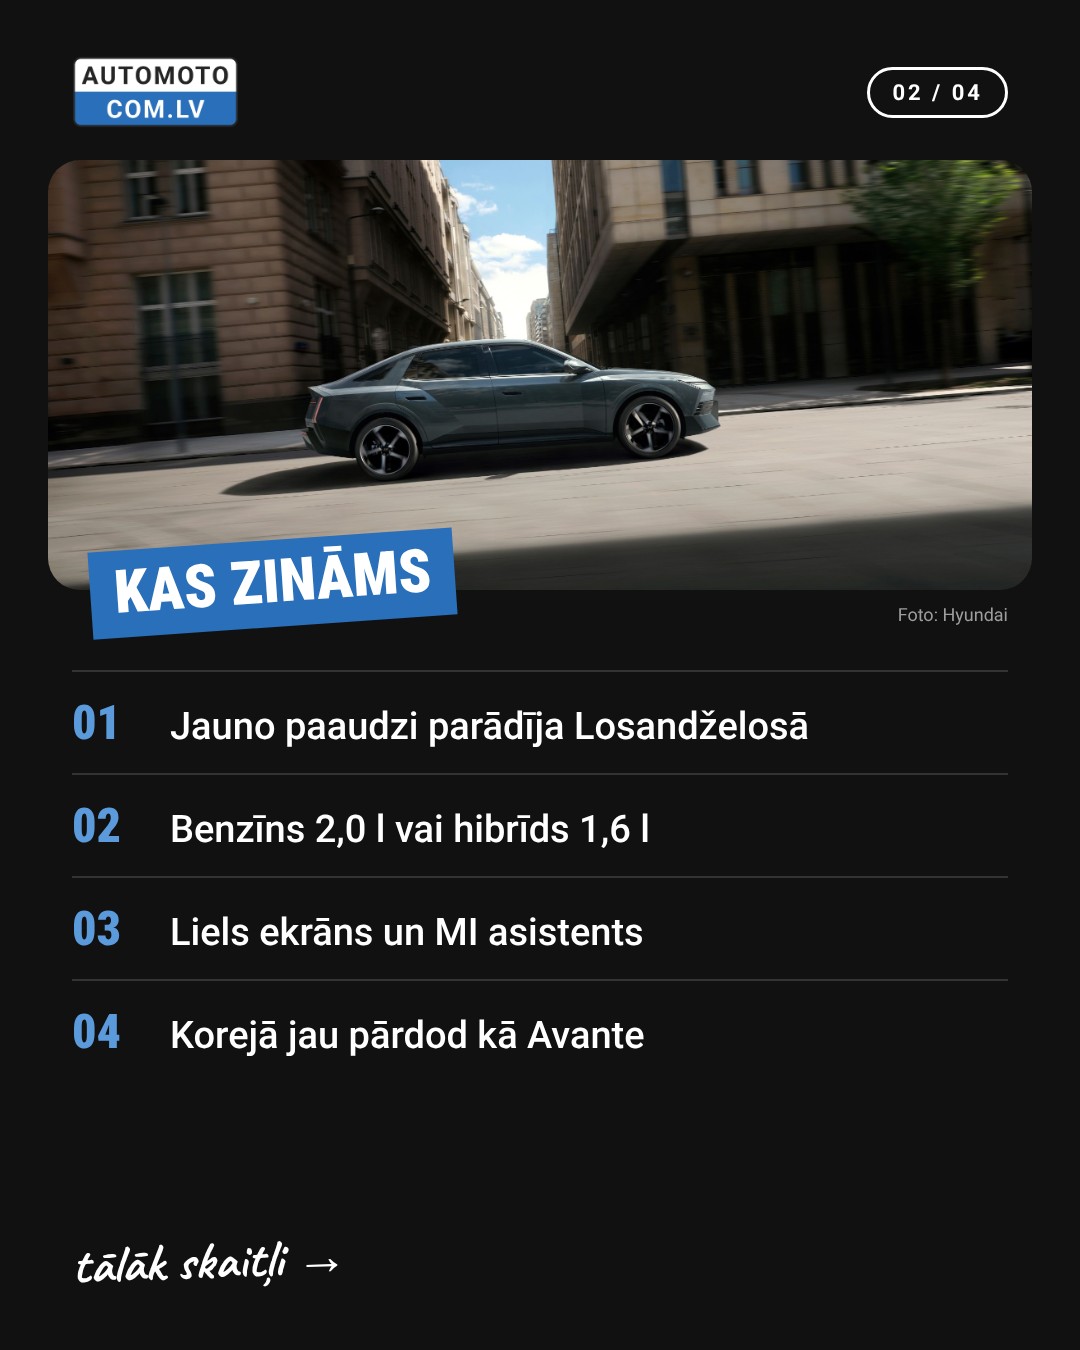 AUTOMOTO
COM.LV
02 / 04
KAS ZINĀMS
Foto: Hyundai
01 Jauno paaudzi parādīja Losandželosā
02 Benzīns 2,0 l vai hibrīds 1,6 l
03 Liels ekrāns un MI asistents
04 Korejā jau pārdod kā Avante
tālāk skaitļi →